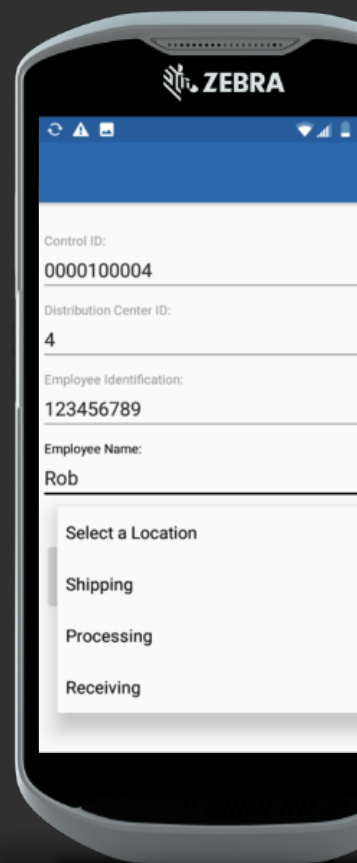 ZEBRA
Control ID:
0000100004
Distribution Center ID:
4
Employee Identification:
123456789
Employee Name:
Rob
Select a Location
Shipping
Processing
Receiving